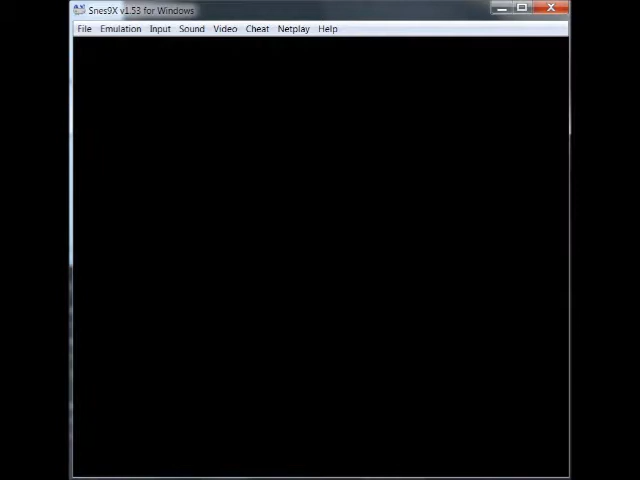 Snes9X v1.53 for Windows
File Emulation Input Sound Video Cheat Netplay Help